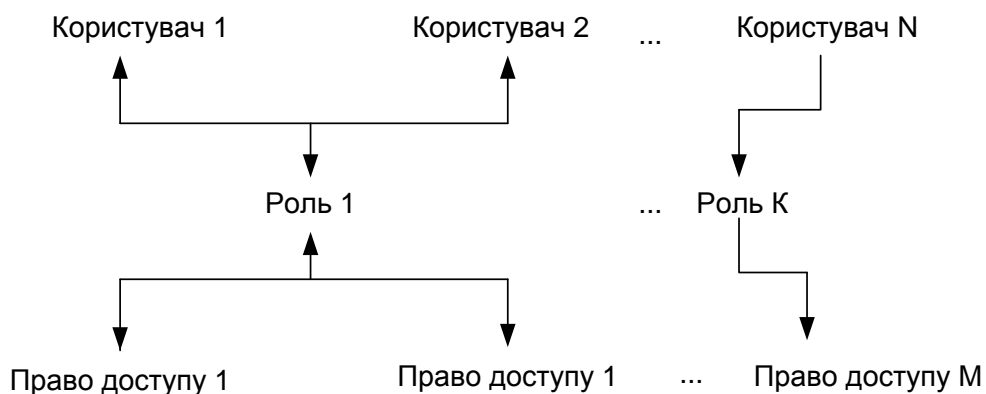 Користувач 1 Користувач 2 ... Користувач N
Роль 1 ... Роль К
Право доступу 1 Право доступу 1 ... Право доступу М